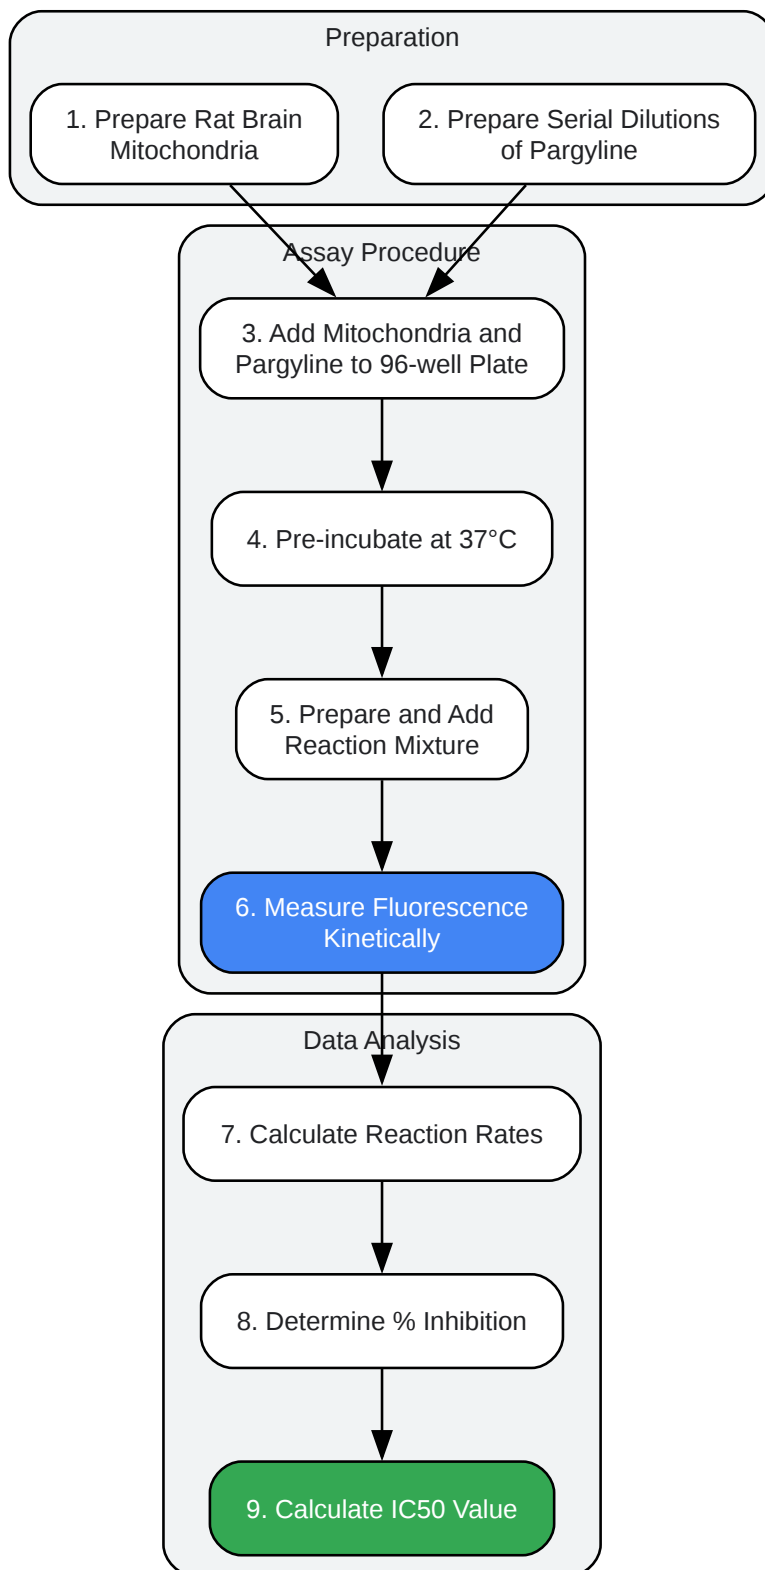 Preparation
1. Prepare Rat Brain
Mitochondria
2. Prepare Serial Dilutions
of Pargyline
Assay Procedure
3. Add Mitochondria and
Pargyline to 96-well Plate
4. Pre-incubate at 37°C
5. Prepare and Add
Reaction Mixture
6. Measure Fluorescence
Kinetically
Data Analysis
7. Calculate Reaction Rates
8. Determine % Inhibition
9. Calculate IC50 Value